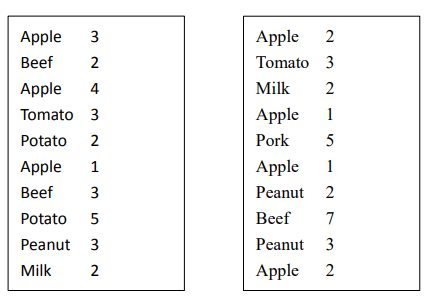 Apple 3
Beef 2
Apple 4
Tomato 3
Potato 2
Apple 1
Beef 3
Potato 5
Peanut 3
Milk 2
Apple 2
Tomato 3
Milk 2
Apple 1
Pork 5
Apple 1
Peanut 2
Beef 7
Peanut 3
Apple 2